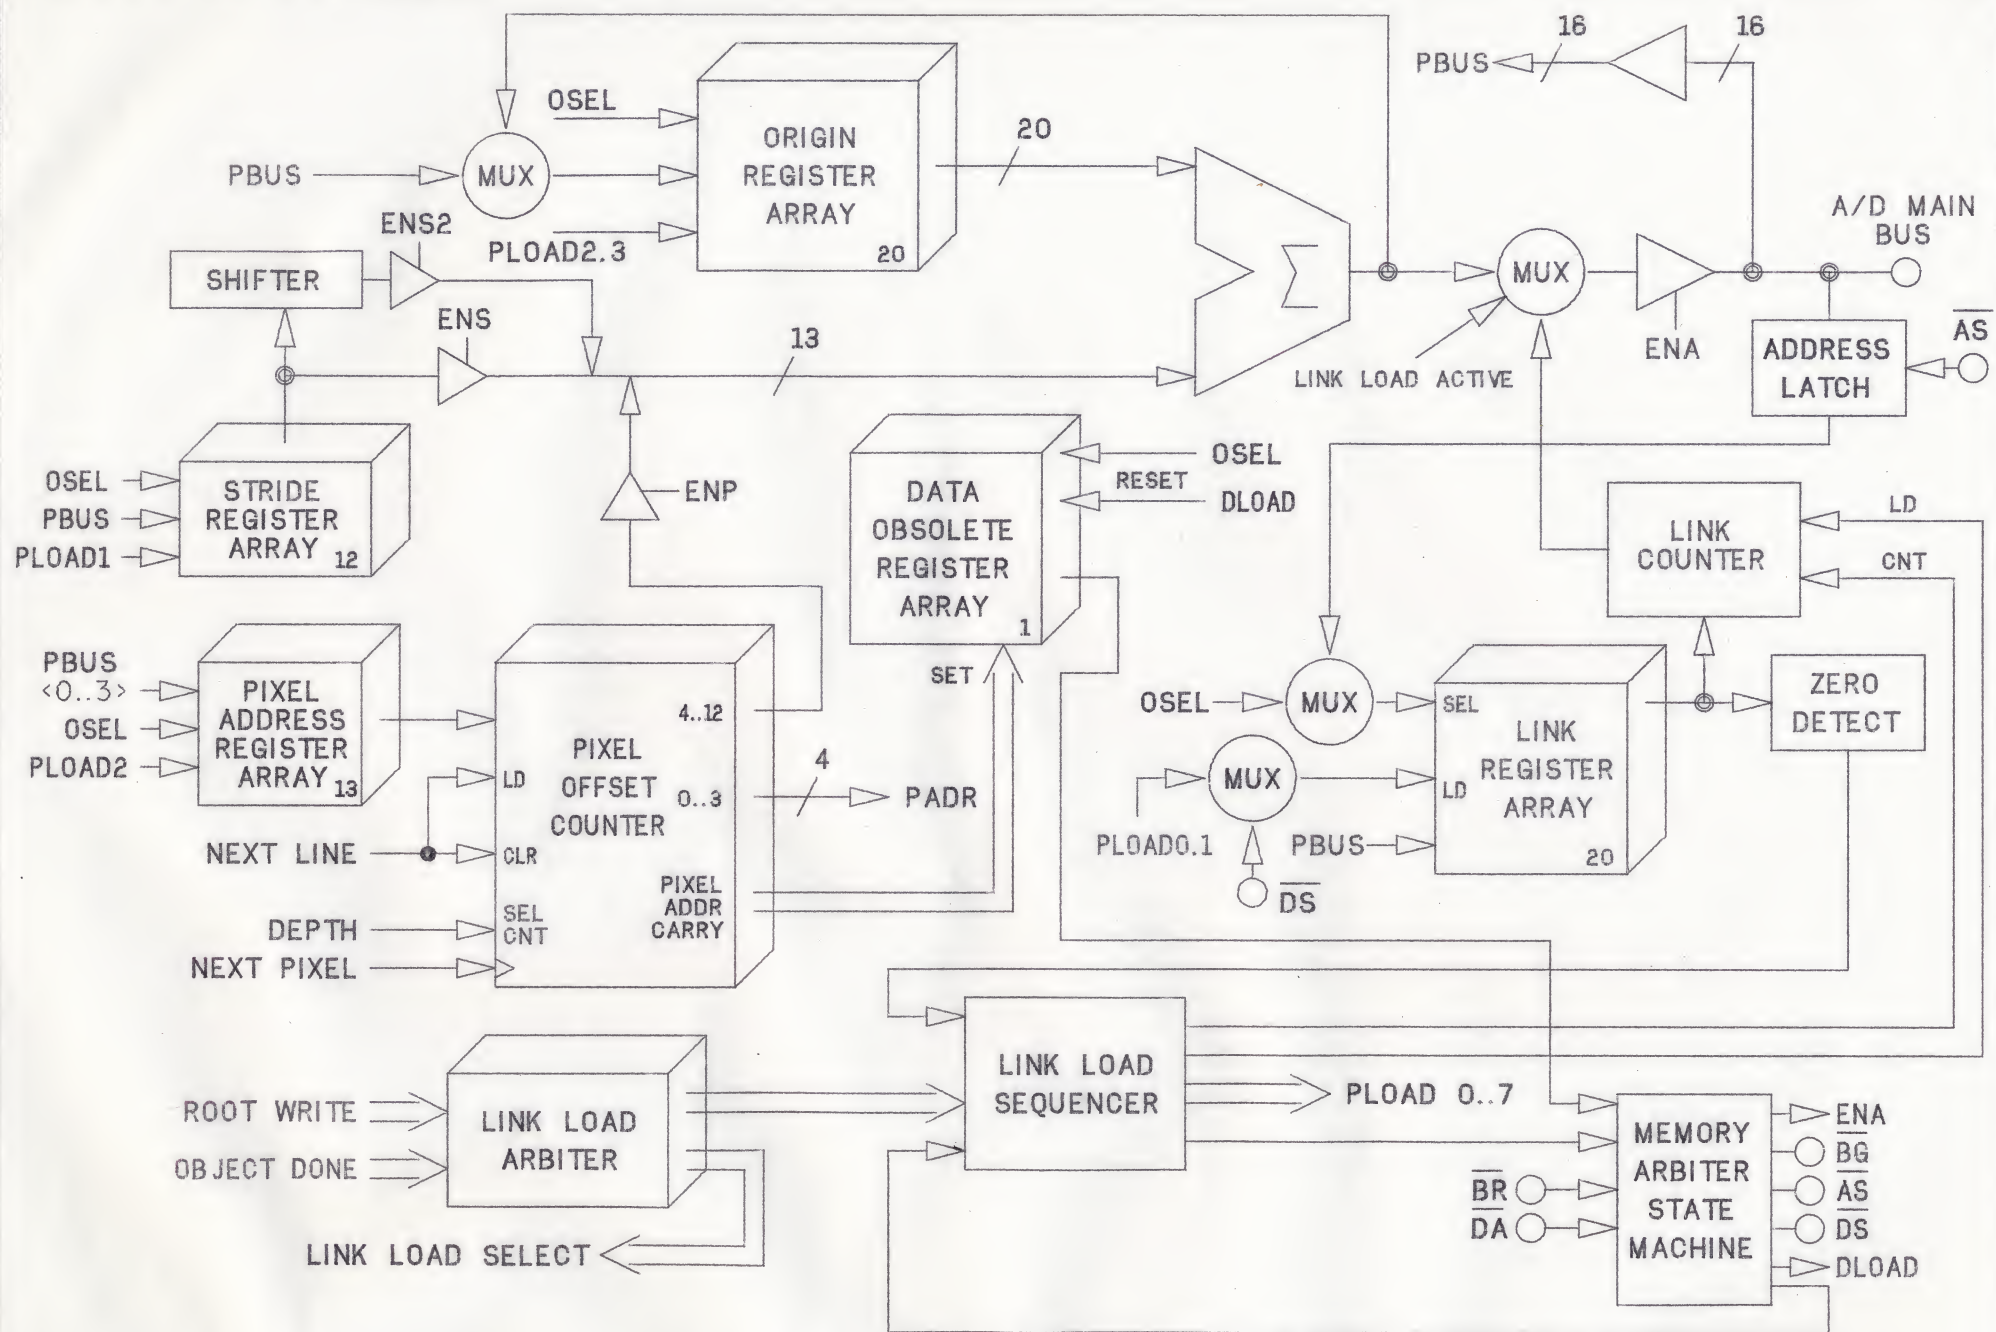 16
16
PBUS
OSEL
ORIGIN
REGISTER
ARRAY
20
20
PBUS
MUX
PLOAD2.3
ENS2
SHIFTER
ENS
13
Σ
MUX
LINK LOAD ACTIVE
ENA
A/D MAIN
BUS
ADDRESS
LATCH
AS
OSEL
PBUS
PLOAD1
STRIDE
REGISTER
ARRAY
12
ENP
DATA
OBSOLETE
REGISTER
ARRAY
1
OSEL
RESET
DLOAD
SET
LINK
COUNTER
LD
CNT
PBUS
<0..3>
OSEL
PLOAD2
PIXEL
ADDRESS
REGISTER
ARRAY
13
NEXT LINE
DEPTH
NEXT PIXEL
LD
CLR
SEL
CNT
PIXEL
OFFSET
COUNTER
4..12
0..3
PIXEL
ADDR
CARRY
4
PADR
OSEL
MUX
MUX
PLOAD0.1
DS
PBUS
SEL
LD
LINK
REGISTER
ARRAY
20
ZERO
DETECT
ROOT WRITE
OBJECT DONE
LINK LOAD
ARBITER
LINK LOAD SELECT
LINK LOAD
SEQUENCER
PLOAD 0..7
BR
DA
MEMORY
ARBITER
STATE
MACHINE
ENA
BG
AS
DS
DLOAD